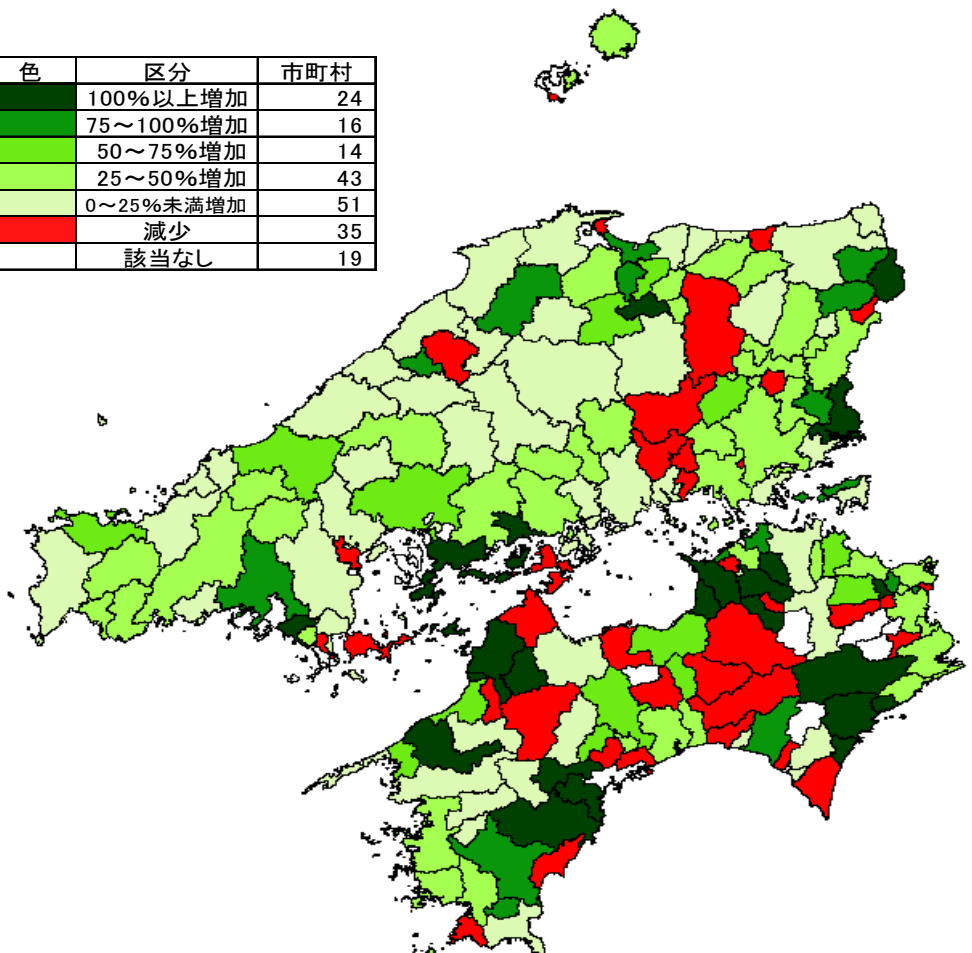 色 区分 市町村
100%以上増加 24
75～100%増加 16
50～75%増加 14
25～50%増加 43
0～25%未満増加 51
減少 35
該当なし 19